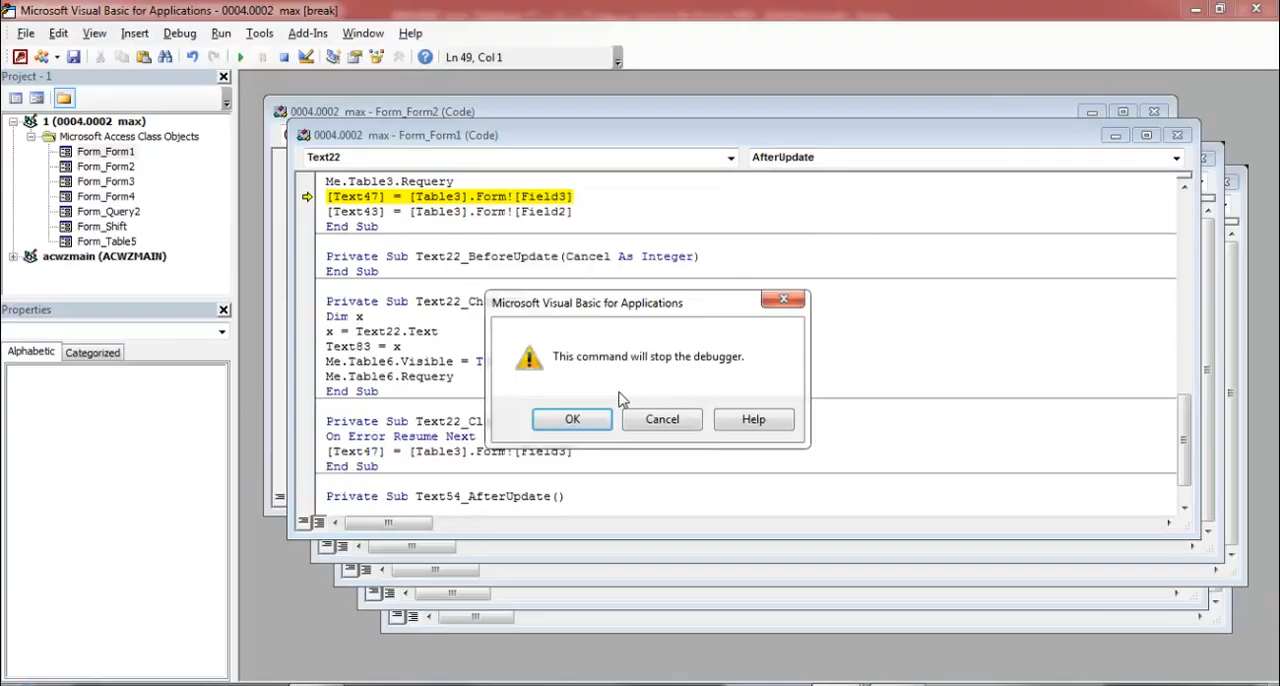 Microsoft Visual Basic for Applications - 0004.0002  max [break]
File Edit View Insert Debug Run Tools Add-Ins Window Help
Ln 49, Col 1
Project - 1
1 (0004.0002  max)
Microsoft Access Class Objects
Form_Form1
Form_Form2
Form_Form3
Form_Form4
Form_Query2
Form_Shift
Form_Table5
acwzmain (ACWZMAIN)
Properties
Alphabetic Categorized
0004.0002  max - Form_Form2 (Code)
0004.0002  max - Form_Form1 (Code)
Text22 AfterUpdate
Me.Table3.Requery
[Text47] = [Table3].Form![Field3]
[Text43] = [Table3].Form![Field2]
End Sub
Private Sub Text22_BeforeUpdate(Cancel As Integer)
End Sub
Private Sub Text22_Ch
Dim x
x = Text22.Text
Text83 = x
Me.Table6.Visible = T
Me.Table6.Requery
End Sub
Private Sub Text22_Cl
On Error Resume Next
[Text47] = [Table3].Form![Field3]
End Sub
Private Sub Text54_AfterUpdate()
Microsoft Visual Basic for Applications
This command will stop the debugger.
OK Cancel Help